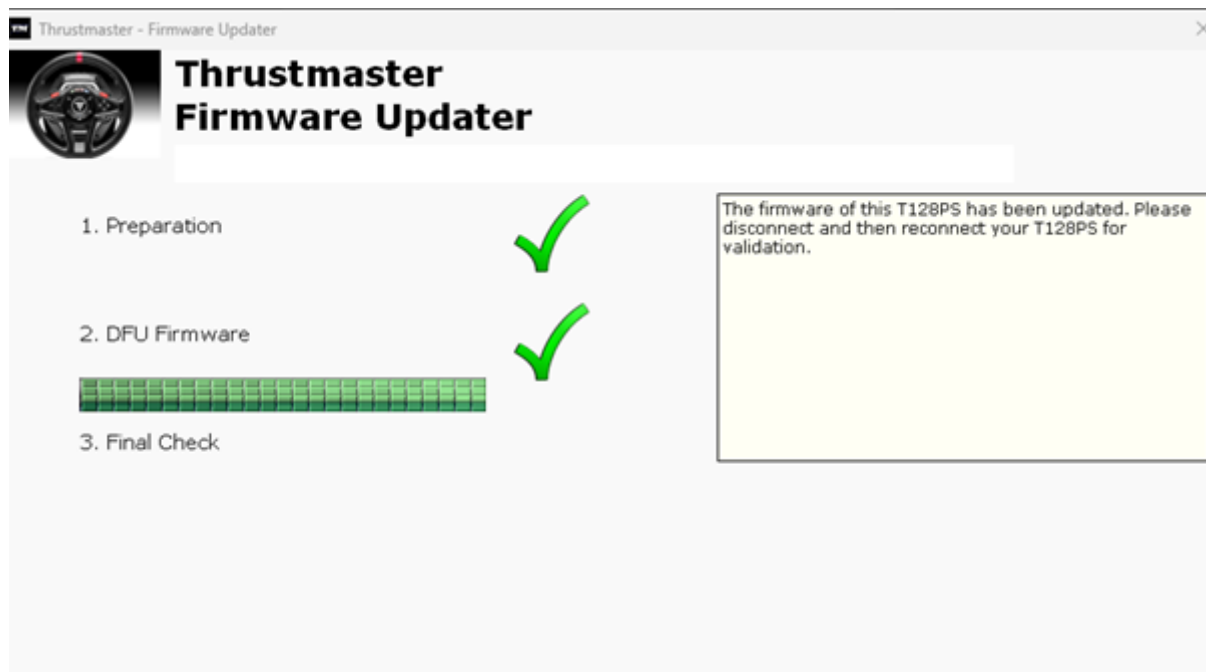 Thrustmaster - Firmware Updater
Thrustmaster
Firmware Updater
1. Preparation
2. DFU Firmware
3. Final Check
The firmware of this T128PS has been updated. Please
disconnect and then reconnect your T128PS for
validation.